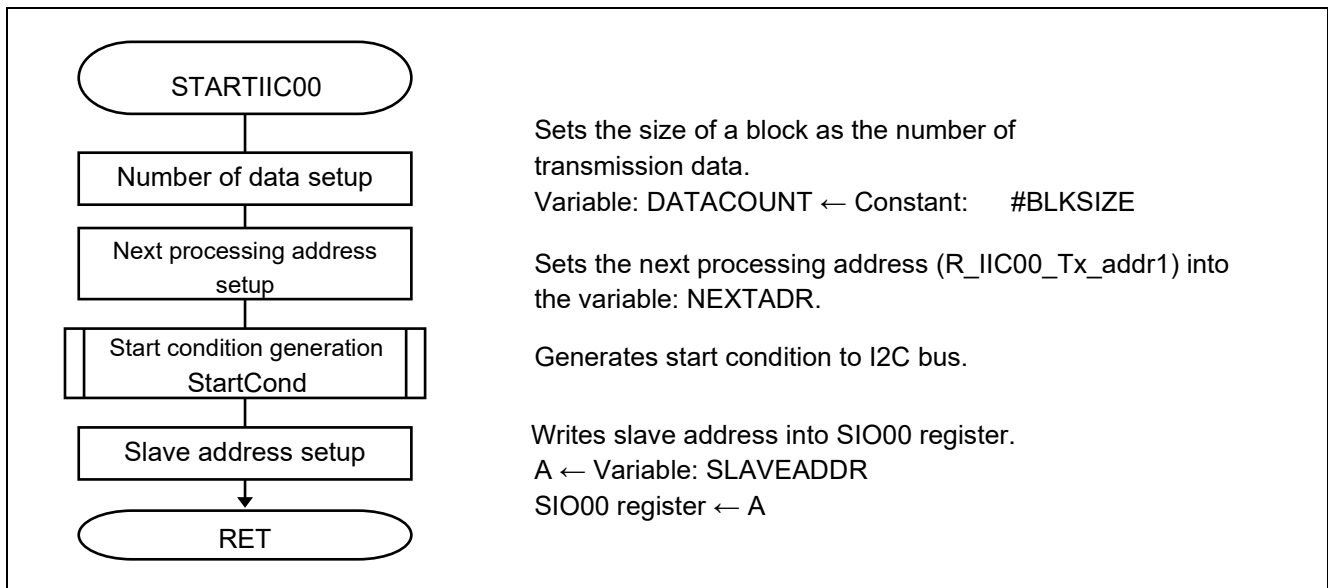 STARTIIC00
Number of data setup
Sets the size of a block as the number of
transmission data.
Variable: DATACOUNT ← Constant: #BLKSIZE
Next processing address
setup
Sets the next processing address (R_IIC00_Tx_addr1) into
the variable: NEXTADR.
Start condition generation
StartCond
Generates start condition to I2C bus.
Slave address setup
Writes slave address into SIO00 register.
A ← Variable: SLAVEADDR
SIO00 register ← A
RET